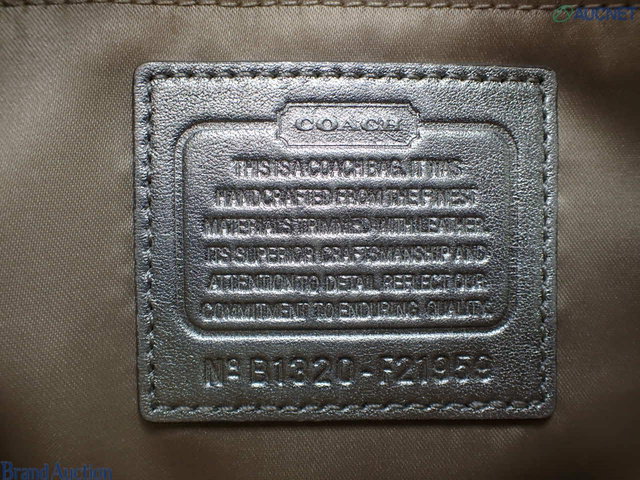 AUCNET
COACH
THIS IS A COACH BAG. IT WAS
HANDCRAFTED FROM THE FINEST
MATERIALS TRIMMED WITH LEATHER.
ITS SUPERIOR CRAFTSMANSHIP AND
ATTENTION TO DETAIL REFLECT OUR
COMMITMENT TO ENDURING QUALITY.
Nº B1320-F21953
Brand Auction